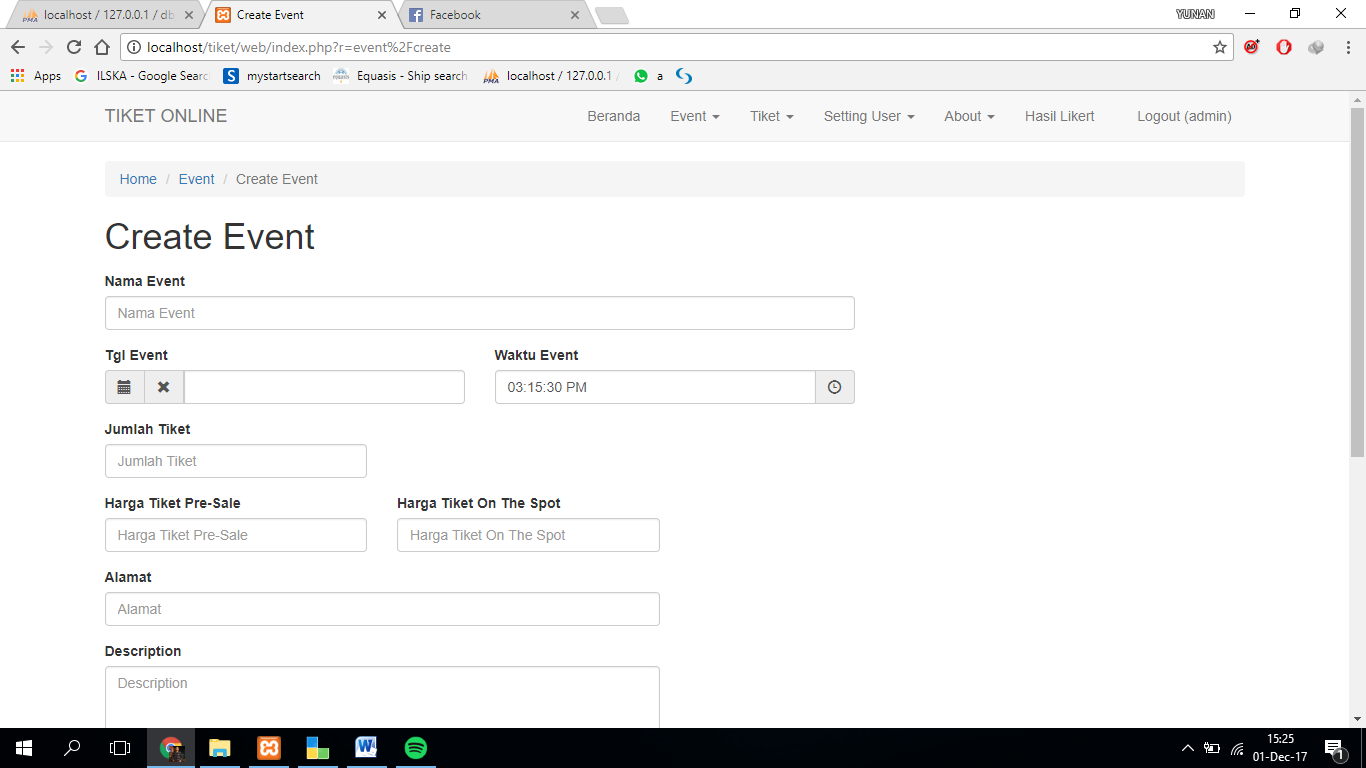 localhost / 127.0.0.1 / db
Create Event
Facebook
YUNAN
localhost/tiket/web/index.php?r=event%2Fcreate
Apps
ILSKA - Google Searc
mystartsearch
Equasis - Ship search
localhost / 127.0.0.1 /
a
TIKET ONLINE
Beranda
Event
Tiket
Setting User
About
Hasil Likert
Logout (admin)
Home / Event / Create Event
Create Event
Nama Event
Nama Event
Tgl Event
Waktu Event
03:15:30 PM
Jumlah Tiket
Jumlah Tiket
Harga Tiket Pre-Sale
Harga Tiket On The Spot
Harga Tiket Pre-Sale
Harga Tiket On The Spot
Alamat
Alamat
Description
Description
15:25
01-Dec-17
1